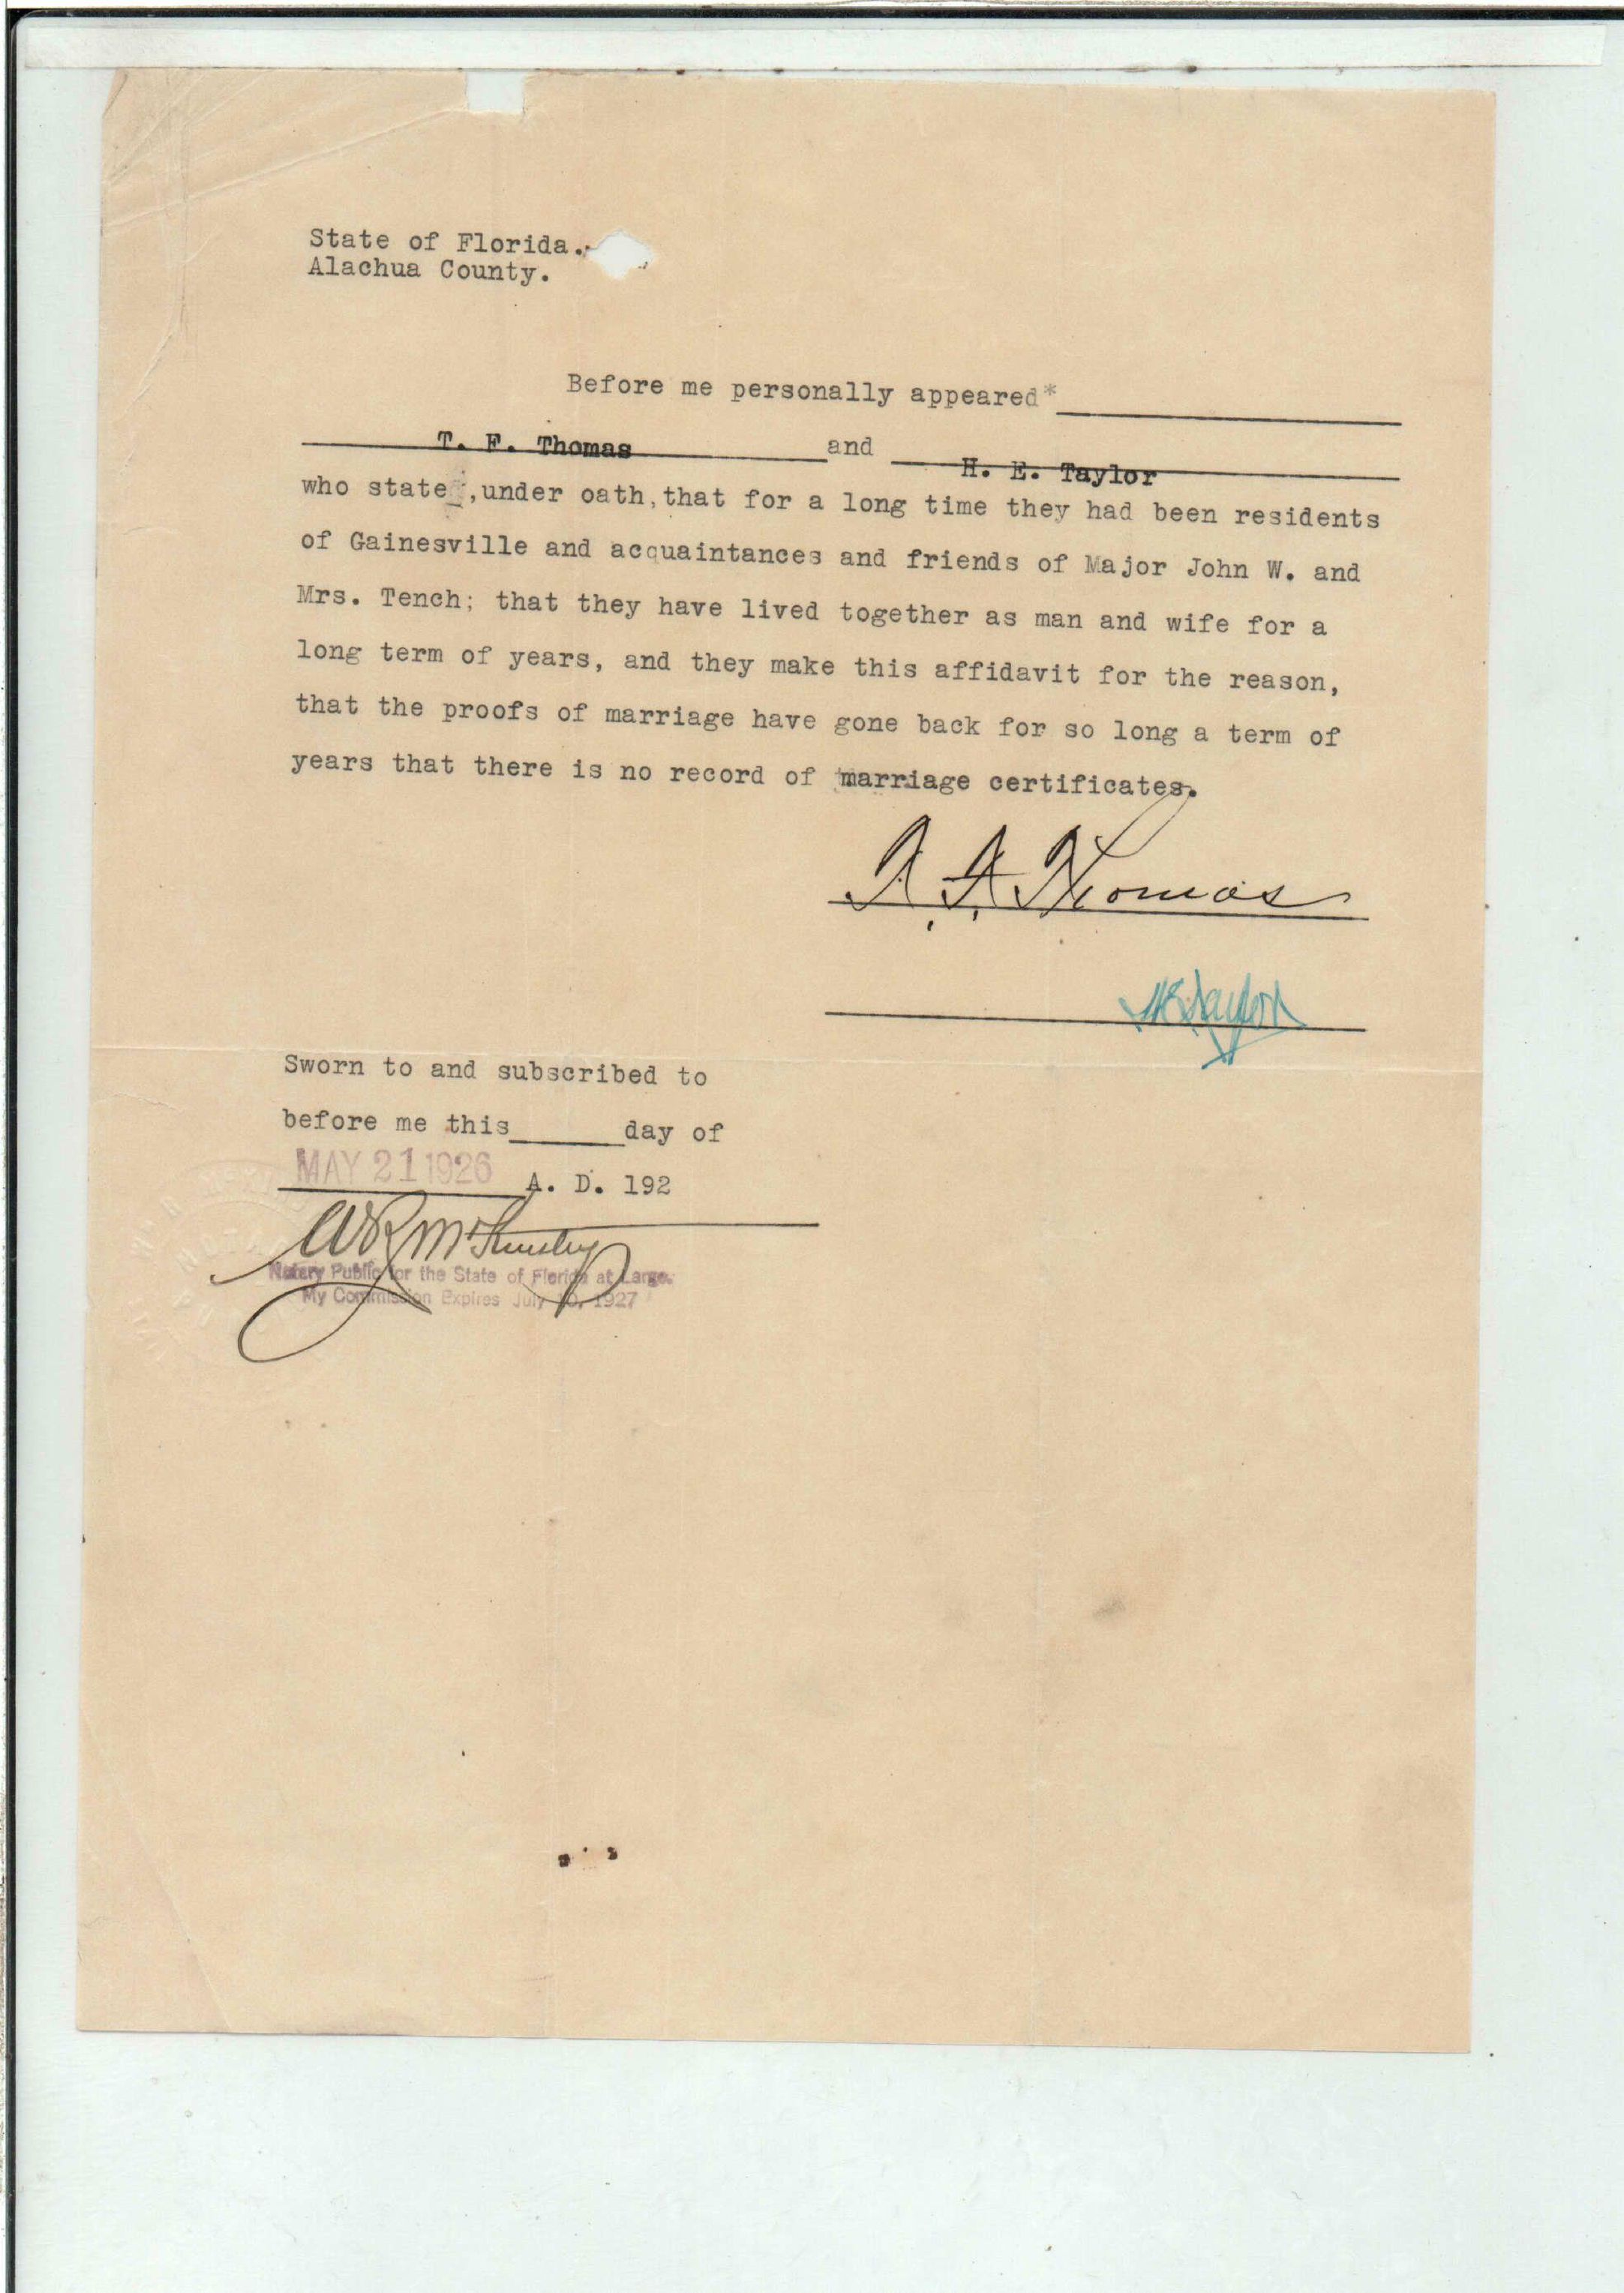 State of Florida.
Alachua County.
Before me personally appeared*
T. F. Thomas and H. E. Taylor
who state ,under oath,that for a long time they had been residents
of Gainesville and acquaintances and friends of Major John W. and
Mrs. Tench; that they have lived together as man and wife for a
long term of years, and they make this affidavit for the reason,
that the proofs of marriage have gone back for so long a term of
years that there is no record of marriage certificates.
T. F. Thomas
H E Taylor
Sworn to and subscribed to
before me this day of
MAY 21 1926 A. D. 192
Notary Public for the State of Florida at Large.
My Commission Expires July 10, 1927